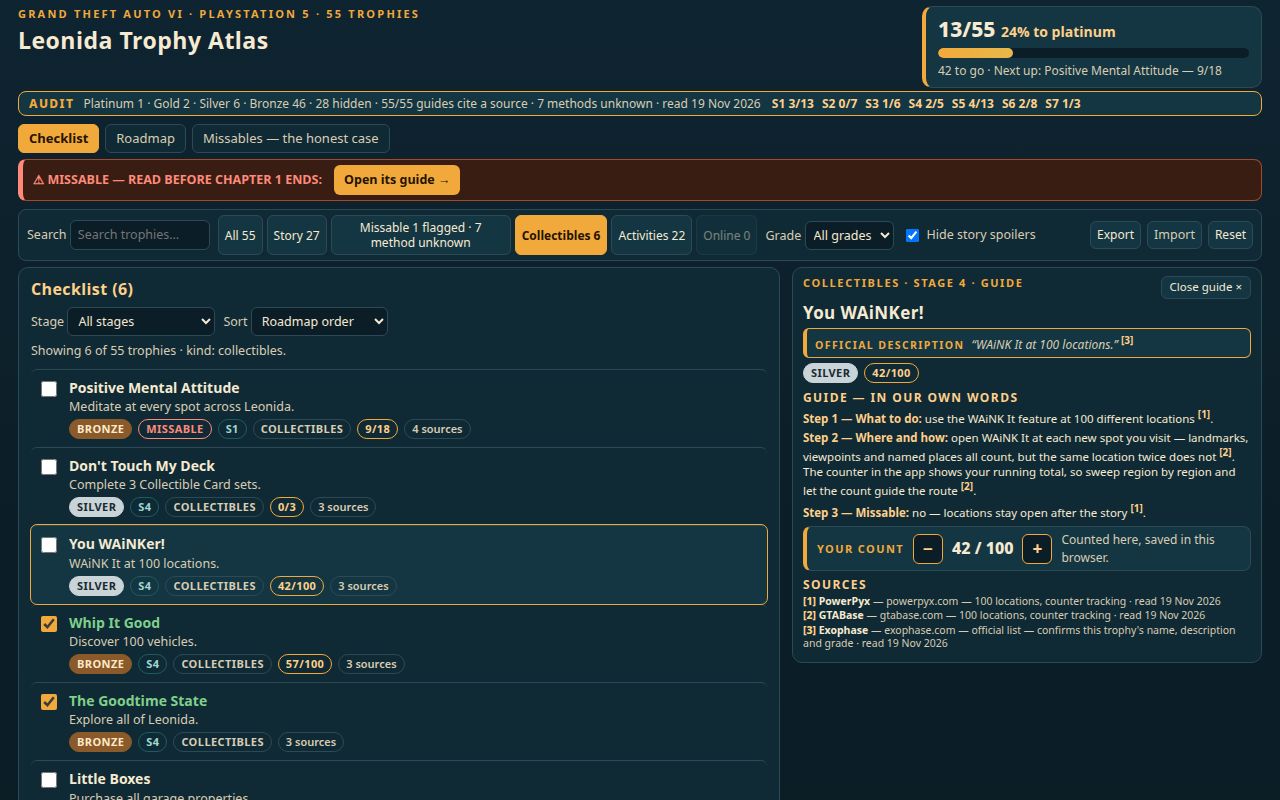 GRAND THEFT AUTO VI · PLAYSTATION 5 · 55 TROPHIES
Leonida Trophy Atlas
13/55 24% to platinum
42 to go · Next up: Positive Mental Attitude — 9/18
AUDIT Platinum 1 · Gold 2 · Silver 6 · Bronze 46 · 28 hidden · 55/55 guides cite a source · 7 methods unknown · read 19 Nov 2026 S1 3/13 S2 0/7 S3 1/6 S4 2/5 S5 4/13 S6 2/8 S7 1/3
Checklist Roadmap Missables — the honest case
⚠ MISSABLE — READ BEFORE CHAPTER 1 ENDS: Open its guide →
Search Search trophies... All 55 Story 27 Missable 1 flagged · 7 method unknown Collectibles 6 Activities 22 Online 0 Grade All grades Hide story spoilers Export Import Reset
Checklist (6)
Stage All stages Sort Roadmap order
Showing 6 of 55 trophies · kind: collectibles.
Positive Mental Attitude
Meditate at every spot across Leonida.
BRONZE MISSABLE S1 COLLECTIBLES 9/18 4 sources
Don't Touch My Deck
Complete 3 Collectible Card sets.
SILVER S4 COLLECTIBLES 0/3 3 sources
You WAiNKer!
WAiNK It at 100 locations.
SILVER S4 COLLECTIBLES 42/100 3 sources
Whip It Good
Discover 100 vehicles.
BRONZE S4 COLLECTIBLES 57/100 3 sources
The Goodtime State
Explore all of Leonida.
BRONZE S4 COLLECTIBLES 3 sources
Little Boxes
Purchase all garage properties.
COLLECTIBLES · STAGE 4 · GUIDE
Close guide ×
You WAiNKer!
OFFICIAL DESCRIPTION “WAiNK It at 100 locations.” [3]
SILVER 42/100
GUIDE — IN OUR OWN WORDS
Step 1 — What to do: use the WAiNK It feature at 100 different locations [1].
Step 2 — Where and how: open WAiNK It at each new spot you visit — landmarks,
viewpoints and named places all count, but the same location twice does not [2].
The counter in the app shows your running total, so sweep region by region and
let the count guide the route [2].
Step 3 — Missable: no — locations stay open after the story [1].
YOUR COUNT − 42 / 100 + Counted here, saved in this browser.
SOURCES
[1] PowerPyx — powerpyx.com — 100 locations, counter tracking · read 19 Nov 2026
[2] GTABase — gtabase.com — 100 locations, counter tracking · read 19 Nov 2026
[3] Exophase — exophase.com — official list — confirms this trophy's name, description
and grade · read 19 Nov 2026